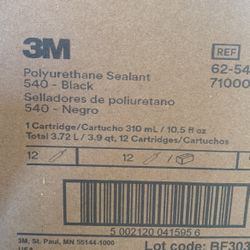 3M
REF
Polyurethane Sealant
540 - Black
62-54
71000
Selladores de poliuretano
540 - Negro
1 Cartridge/Cartucho 310 mL / 10.5 fl oz
Total 3.72 L / 3.9 qt, 12 Cartridges/Cartuchos
12
12 /
5 002120 041595 6
3M, St. Paul, MN 55144-1000
USA
Lot code: BF303